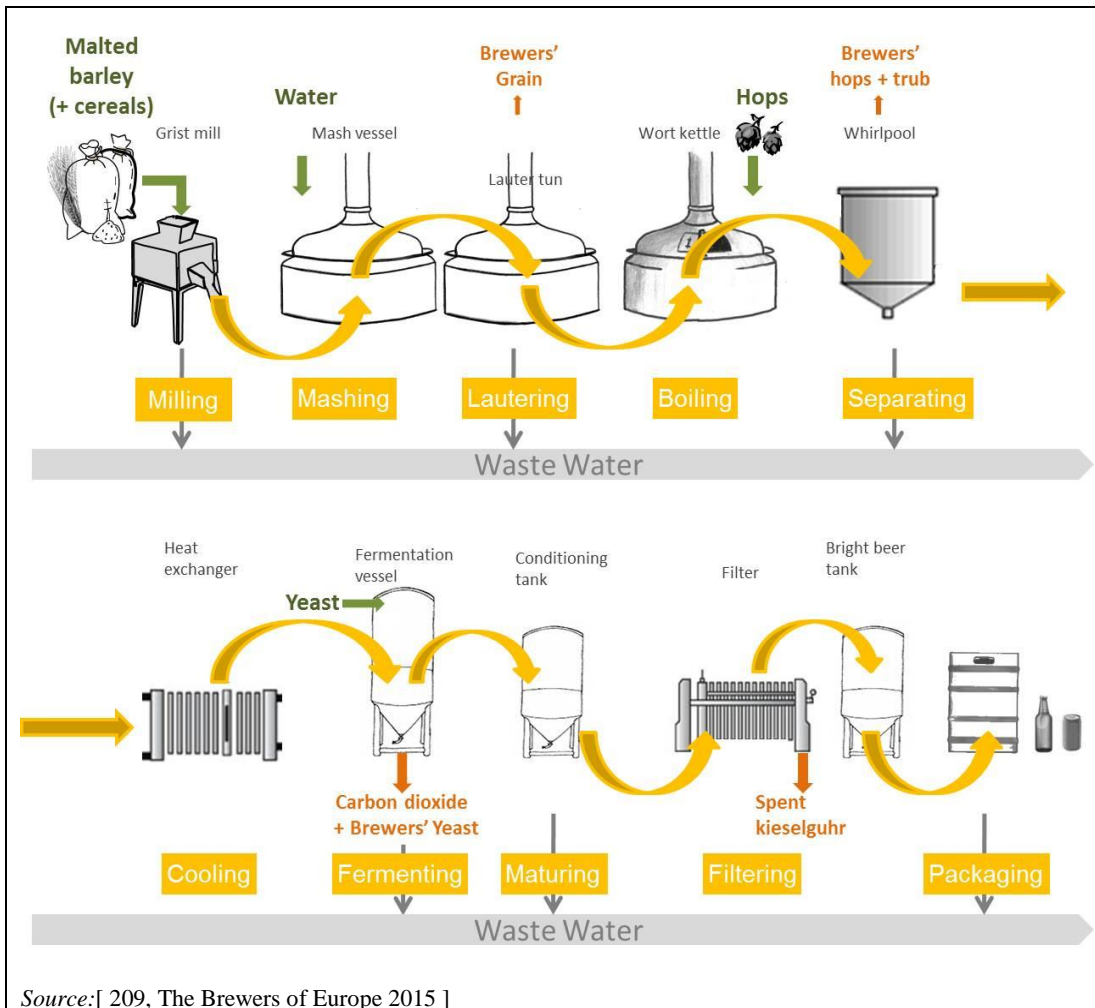 Malted
barley
(+ cereals)
Water
Brewers'
Grain
Hops
Brewers'
hops + trub
Grist mill
Mash vessel
Lauter tun
Wort kettle
Whirlpool
Milling
Mashing
Lautering
Boiling
Separating
Waste Water
Heat
exchanger
Fermentation
vessel
Conditioning
tank
Filter
Bright beer
tank
Yeast
Carbon dioxide
+ Brewers' Yeast
Spent
kieselguhr
Cooling
Fermenting
Maturing
Filtering
Packaging
Waste Water
Source:[ 209, The Brewers of Europe 2015 ]